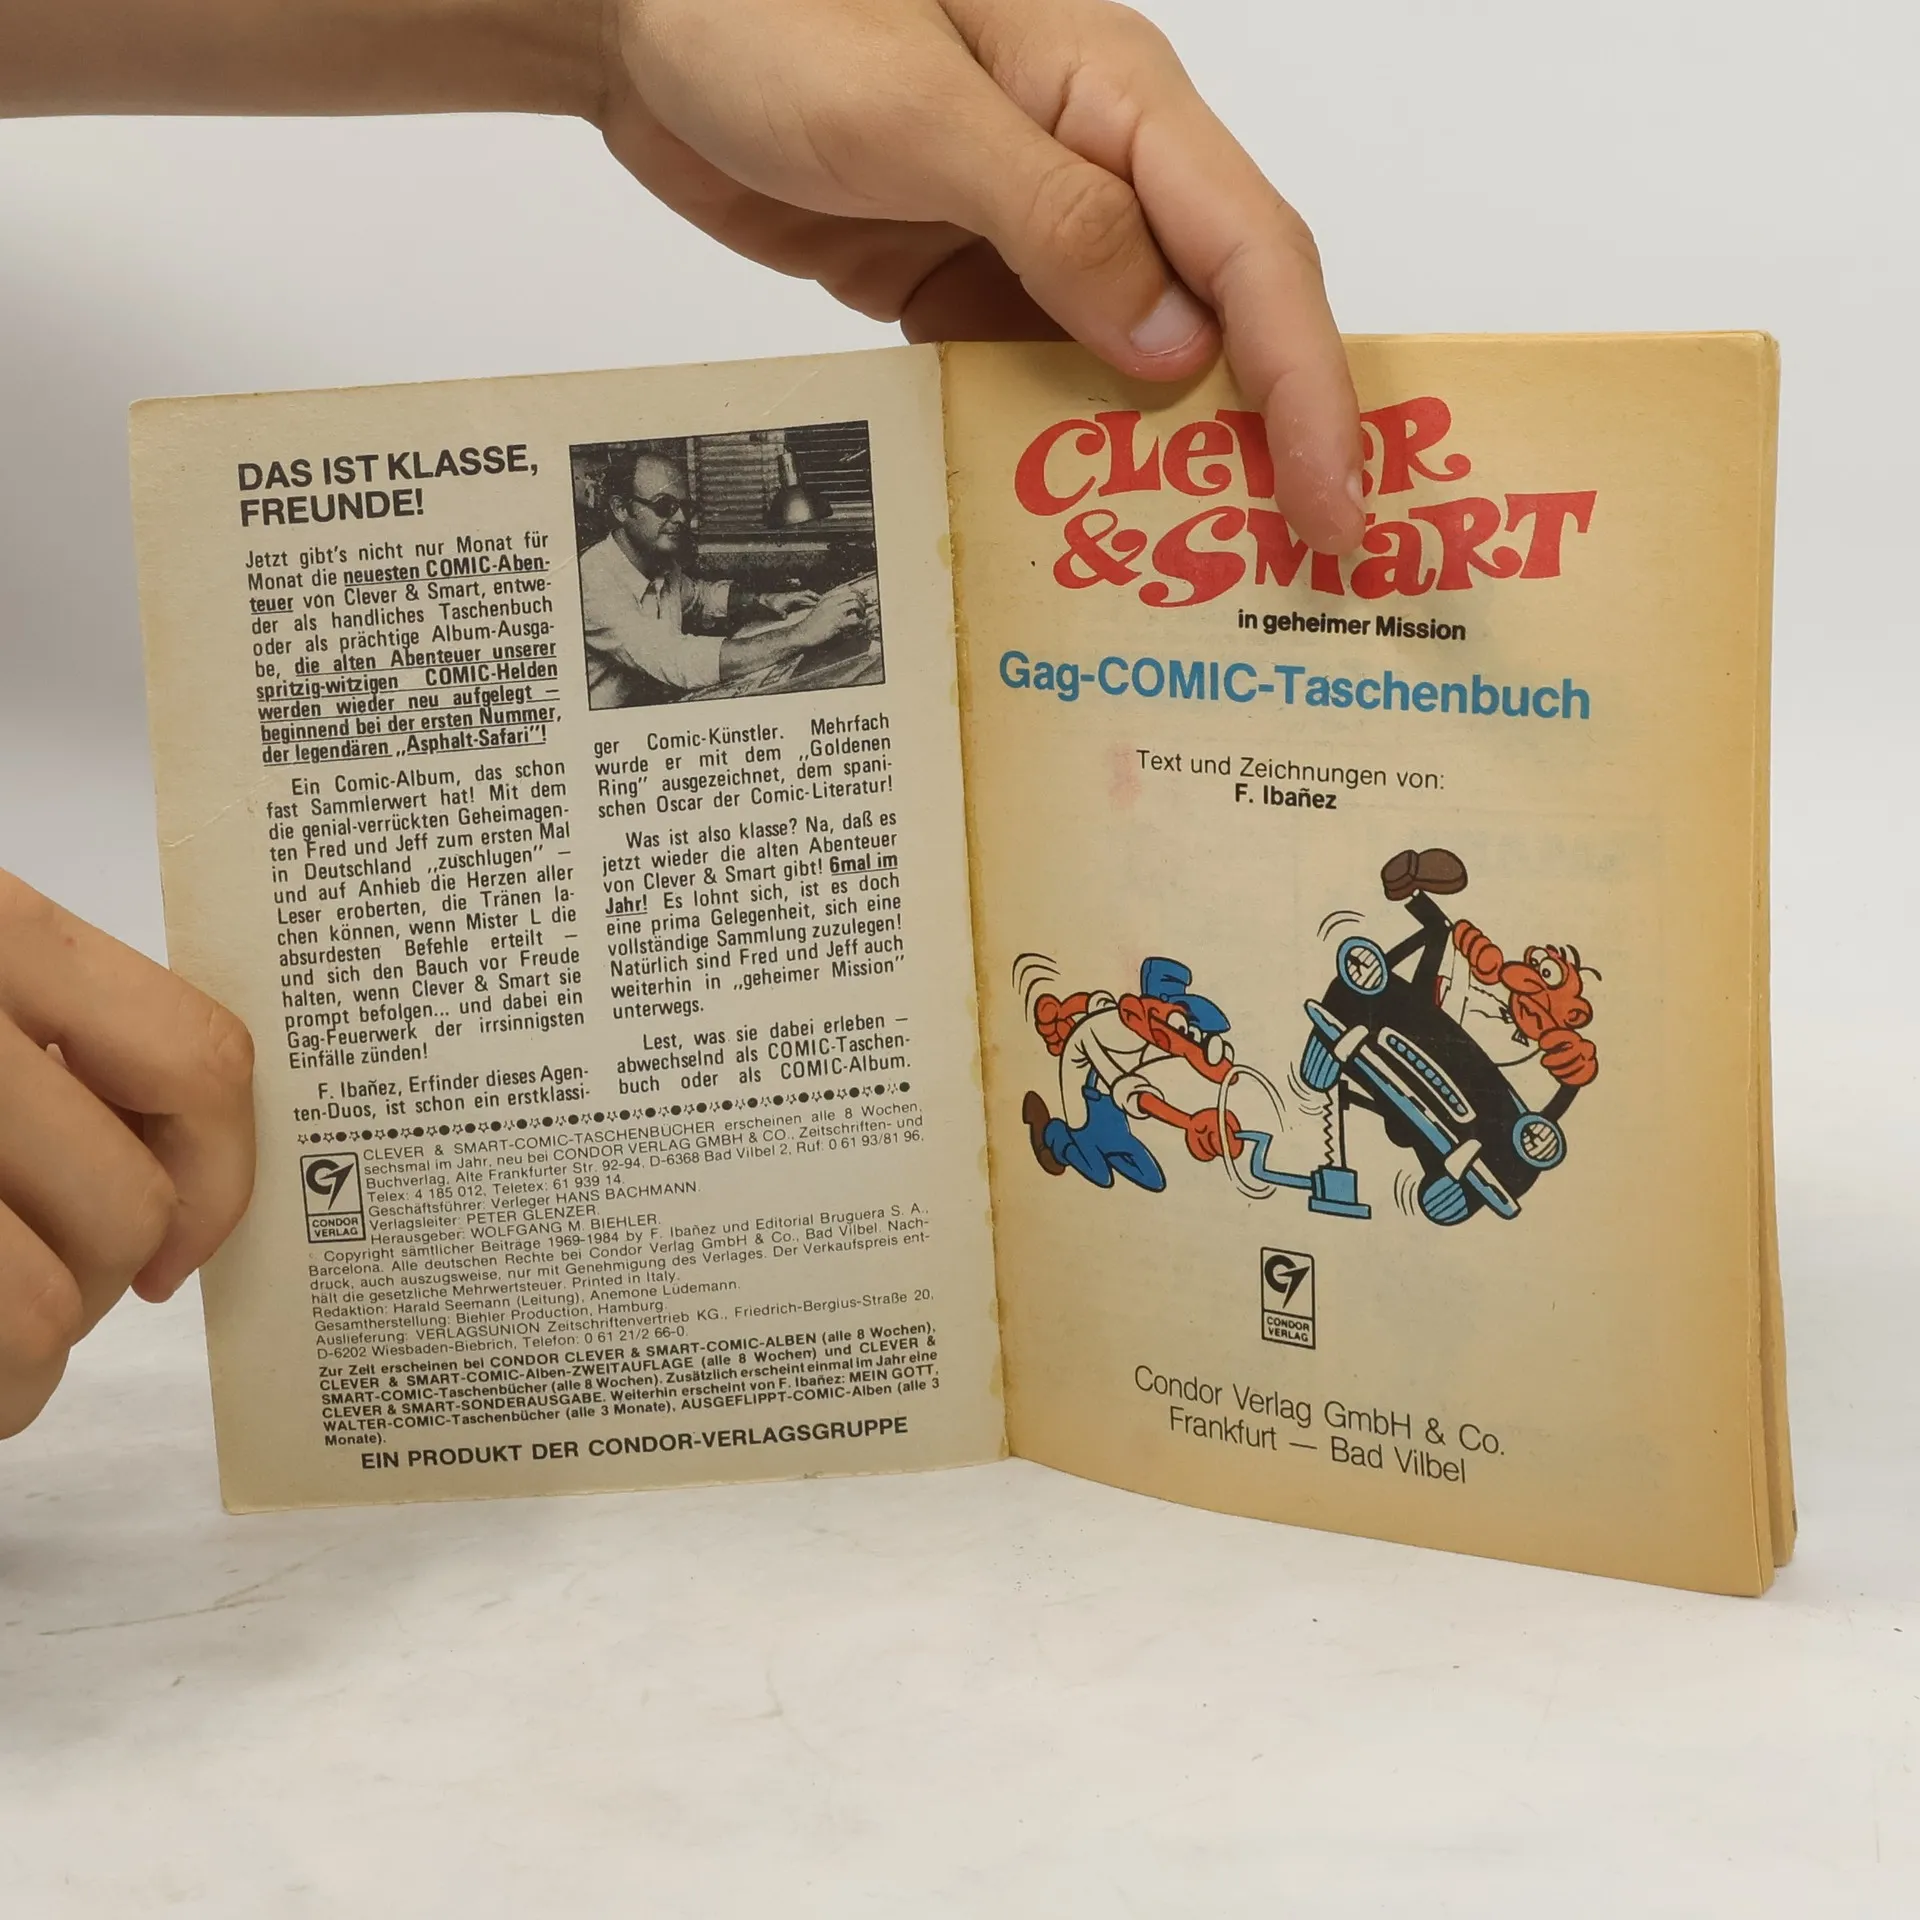 DAS IST KLASSE,
FREUNDE!
Jetzt gibt's nicht nur Monat für
Monat die neuesten COMIC-Aben-
teuer von Clever & Smart, entwe-
der als handliches Taschenbuch
oder als prächtige Album-Ausga-
be, die alten Abenteuer unserer
spritzig-witzigen COMIC-Helden
werden wieder neu aufgelegt –
beginnend bei der ersten Nummer,
der legendären „Asphalt-Safari"!
Ein Comic-Album, das schon
fast Sammlerwert hat! Mit dem
die genial-verrückten Geheimagen-
ten Fred und Jeff zum ersten Mal
in Deutschland „zuschlugen" –
und auf Anhieb die Herzen aller
Leser eroberten, die Tränen la-
chen können, wenn Mister L die
absurdesten Befehle erteilt –
und sich den Bauch vor Freude
halten, wenn Clever & Smart sie
prompt befolgen... und dabei ein
Gag-Feuerwerk der irrsinnigsten
Einfälle zünden!
F. Ibañez, Erfinder dieses Agen-
ten-Duos, ist schon ein erstklassi-
ger Comic-Künstler. Mehrfach
wurde er mit dem „Goldenen
Ring" ausgezeichnet, dem spani-
schen Oscar der Comic-Literatur!
Was ist also klasse? Na, daß es
jetzt wieder die alten Abenteuer
von Clever & Smart gibt! 6mal im
Jahr! Es lohnt sich, ist es doch
eine prima Gelegenheit, sich eine
vollständige Sammlung zuzulegen!
Natürlich sind Fred und Jeff auch
weiterhin in „geheimer Mission"
unterwegs.
Lest, was sie dabei erleben –
abwechselnd als COMIC-Taschen-
buch oder als COMIC-Album.
CLEVER & SMART-COMIC-TASCHENBÜCHER erscheinen alle 8 Wochen,
sechsmal im Jahr, neu bei CONDOR VERLAG GMBH & CO., Zeitschriften- und
Buchverlag, Alte Frankfurter Str. 92-94, D-6368 Bad Vilbel 2, Ruf: 0 61 93/81 96,
Telex: 4 185 012, Teletex: 61 939 14.
Geschäftsführer: Verleger HANS BACHMANN.
Verlagsleiter: PETER GLENZER.
Herausgeber: WOLFGANG M. BIEHLER.
CONDOR
VERLAG
© Copyright sämtlicher Beiträge 1969-1984 by F. Ibañez und Editorial Bruguera S. A.,
Barcelona. Alle deutschen Rechte bei Condor Verlag GmbH & Co., Bad Vilbel. Nach-
druck, auch auszugsweise, nur mit Genehmigung des Verlages. Der Verkaufspreis ent-
hält die gesetzliche Mehrwertsteuer. Printed in Italy.
Redaktion: Harald Seemann (Leitung), Anemone Lüdemann.
Gesamtherstellung: Biehler Production, Hamburg.
Auslieferung: VERLAGSUNION Zeitschriftenvertrieb KG., Friedrich-Bergius-Straße 20,
D-6202 Wiesbaden-Biebrich, Telefon: 0 61 21/2 66-0.
Zur Zeit erscheinen bei CONDOR CLEVER & SMART-COMIC-ALBEN (alle 8 Wochen),
CLEVER & SMART-COMIC-Alben-ZWEITAUFLAGE (alle 8 Wochen) und CLEVER &
SMART-COMIC-Taschenbücher (alle 8 Wochen). Zusätzlich erscheint einmal im Jahr eine
CLEVER & SMART-SONDERAUSGABE. Weiterhin erscheint von F. Ibañez: MEIN GOTT,
WALTER-COMIC-Taschenbücher (alle 3 Monate), AUSGEFLIPPT-COMIC-Alben (alle 3
Monate).
EIN PRODUKT DER CONDOR-VERLAGSGRUPPE
CLeVeR
& SMaRT
in geheimer Mission
Gag-COMIC-Taschenbuch
Text und Zeichnungen von:
F. Ibañez
CONDOR
VERLAG
Condor Verlag GmbH & Co.
Frankfurt — Bad Vilbel